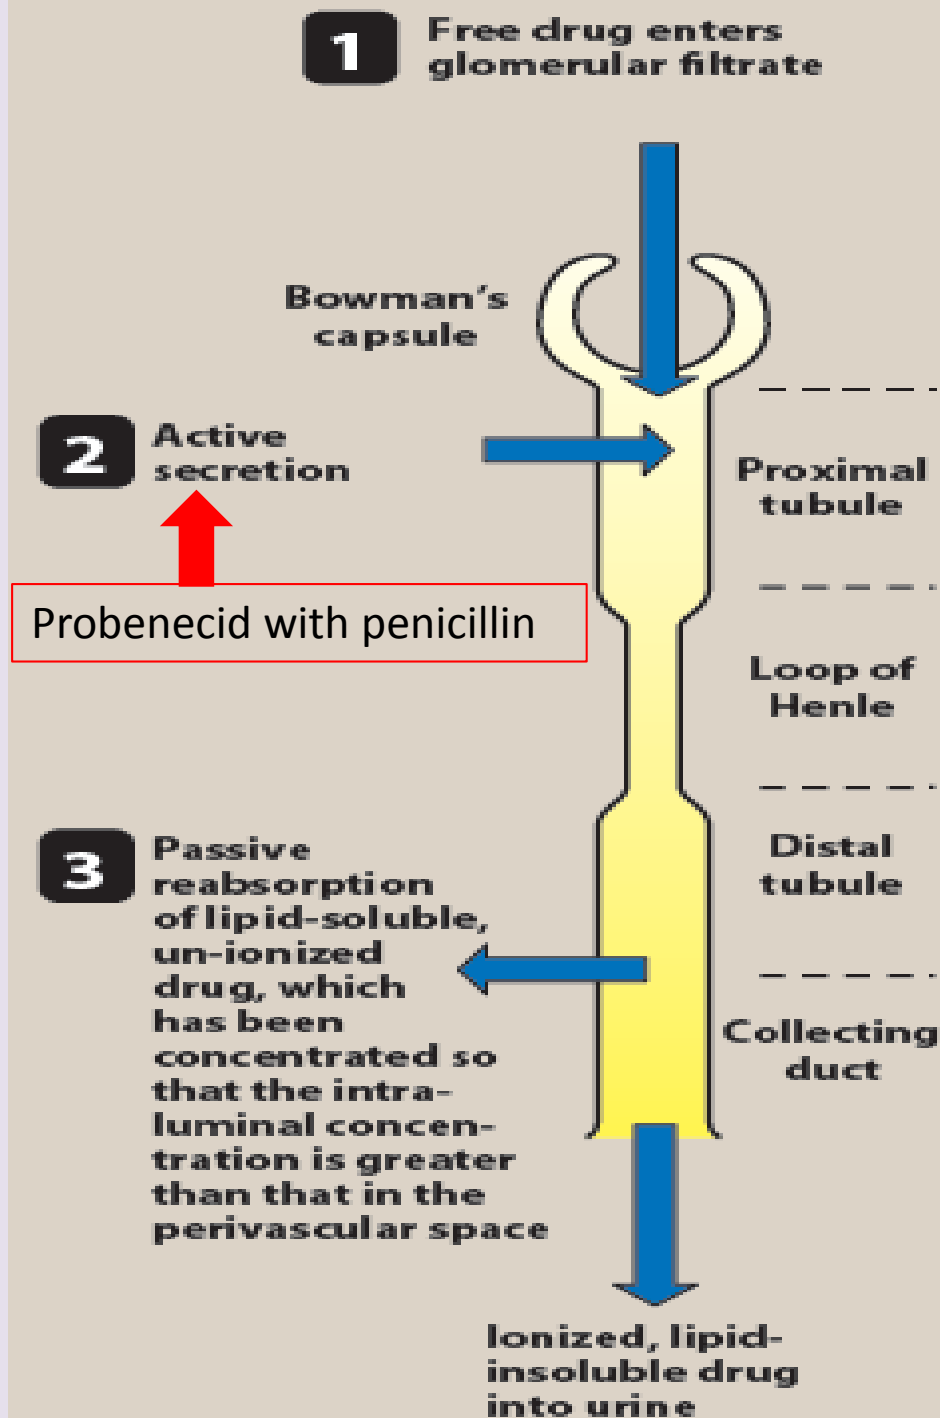 1
Free drug enters
glomerular filtrate
Bowman's
capsule
2
Active
secretion
Proximal
tubule
Probenecid with penicillin
Loop of
Henle
3
Passive
reabsorption
of lipid-soluble,
un-ionized
drug, which
has been
concentrated so
that the intra-
luminal concen-
tration is greater
than that in the
perivascular space
Distal
tubule
Collecting
duct
Ionized, lipid-
insoluble drug
into urine